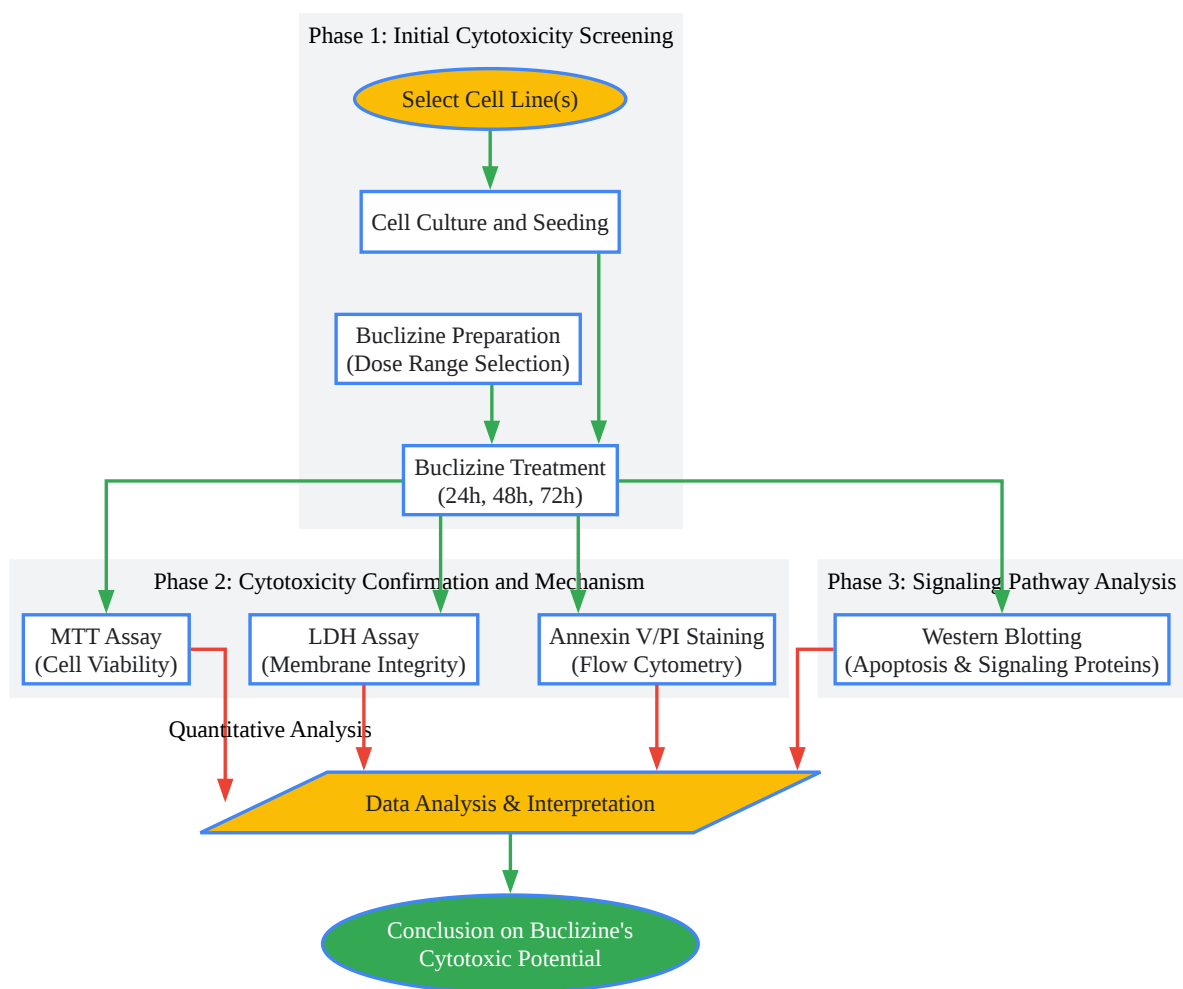 Phase 1: Initial Cytotoxicity Screening
Select Cell Line(s)
Cell Culture and Seeding
Buclizine Preparation
(Dose Range Selection)
Buclizine Treatment
(24h, 48h, 72h)
Phase 2: Cytotoxicity Confirmation and Mechanism
Phase 3: Signaling Pathway Analysis
MTT Assay
(Cell Viability)
LDH Assay
(Membrane Integrity)
Annexin V/PI Staining
(Flow Cytometry)
Western Blotting
(Apoptosis & Signaling Proteins)
Quantitative Analysis
Data Analysis & Interpretation
Conclusion on Buclizine's
Cytotoxic Potential